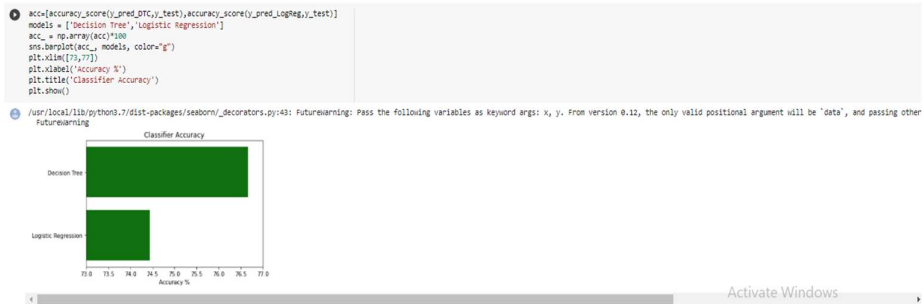 acc=[accuracy_score(y_pred_DTC,y_test),accuracy_score(y_pred_LogReg,y_test)]
models = ['Decision Tree','Logistic Regression']
acc_ = np.array(acc)*100
sns.barplot(acc_, models, color="g")
plt.xlim([73,77])
plt.xlabel('Accuracy %')
plt.title('Classifier Accuracy')
plt.show()
/usr/local/lib/python3.7/dist-packages/seaborn/_decorators.py:43: FutureWarning: Pass the following variables as keyword args: x, y. From version 0.12, the only valid positional argument will be `data`, and passing other
FutureWarning
Classifier Accuracy
Decision Tree
Logistic Regression
73.0 73.5 74.0 74.5 75.0 75.5 76.0 76.5 77.0
Accuracy %
Activate Windows